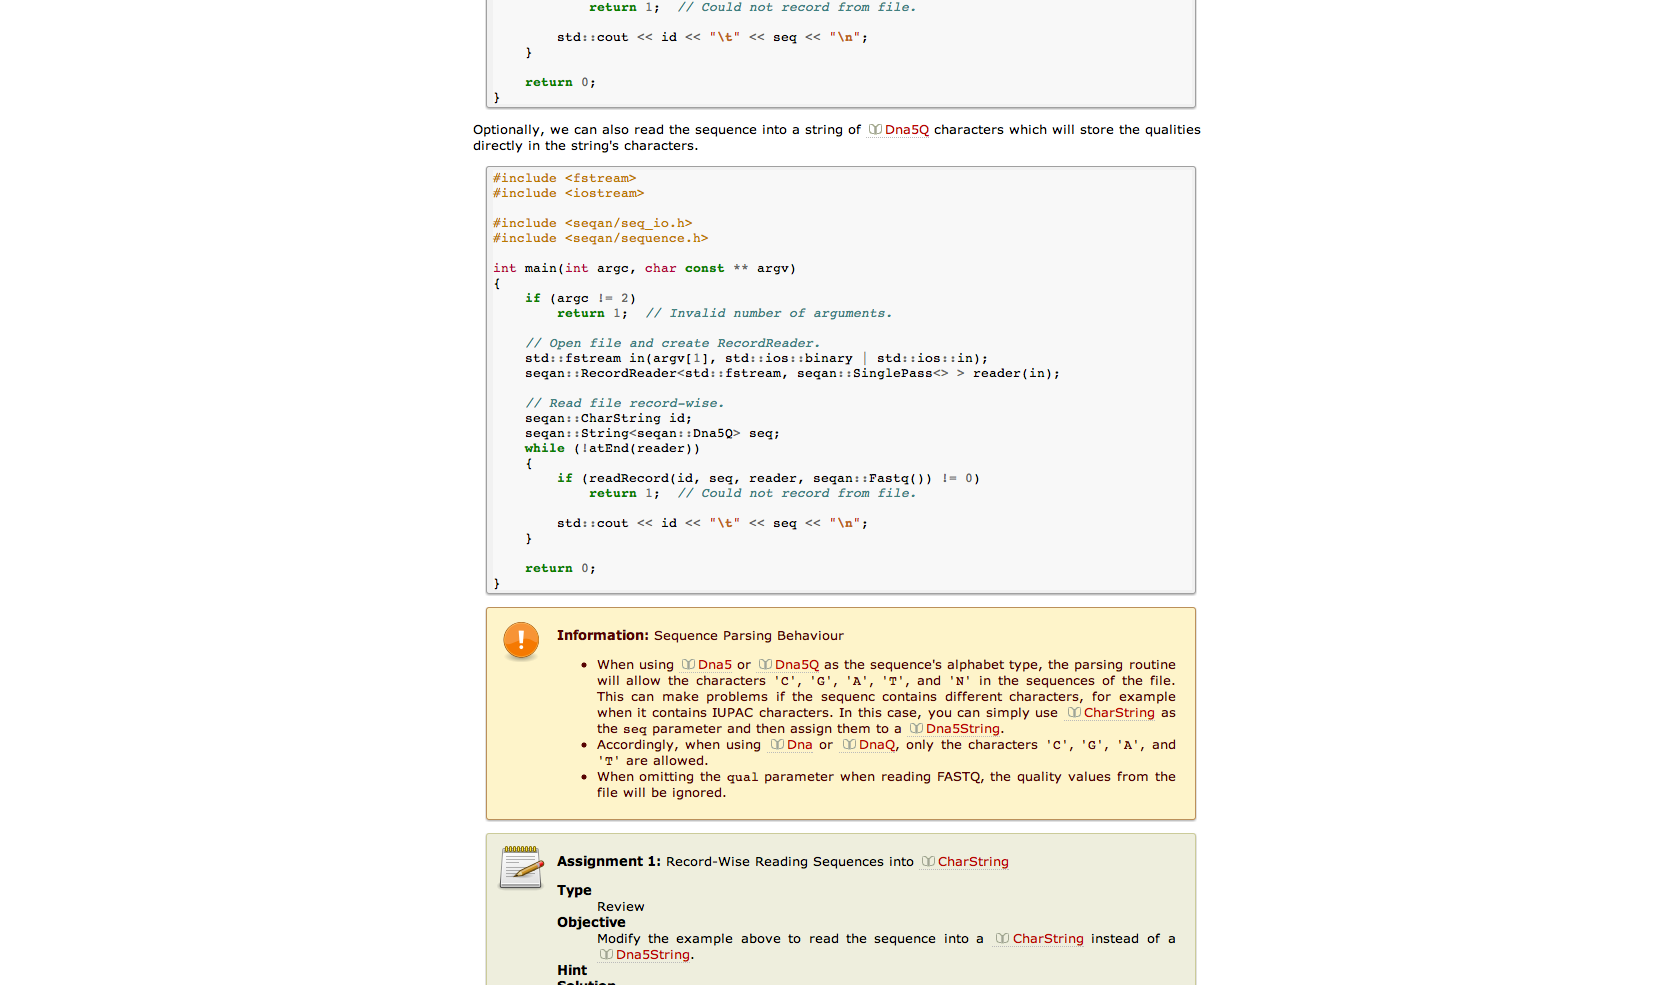 return 1;  // Could not record from file.
std::cout << id << "\t" << seq << "\n";
}
return 0;
}
Optionally, we can also read the sequence into a string of Dna5Q characters which will store the qualities
directly in the string's characters.
#include <fstream>
#include <iostream>
#include <seqan/seq_io.h>
#include <seqan/sequence.h>
int main(int argc, char const ** argv)
{
if (argc != 2)
return 1;  // Invalid number of arguments.
// Open file and create RecordReader.
std::fstream in(argv[1], std::ios::binary | std::ios::in);
seqan::RecordReader<std::fstream, seqan::SinglePass<> > reader(in);
// Read file record-wise.
seqan::CharString id;
seqan::String<seqan::Dna5Q> seq;
while (!atEnd(reader))
{
if (readRecord(id, seq, reader, seqan::Fastq()) != 0)
return 1;  // Could not record from file.
std::cout << id << "\t" << seq << "\n";
}
return 0;
}
Information: Sequence Parsing Behaviour
• When using Dna5 or Dna5Q as the sequence's alphabet type, the parsing routine
will allow the characters 'C', 'G', 'A', 'T', and 'N' in the sequences of the file.
This can make problems if the sequenc contains different characters, for example
when it contains IUPAC characters. In this case, you can simply use CharString as
the seq parameter and then assign them to a Dna5String.
• Accordingly, when using Dna or DnaQ, only the characters 'C', 'G', 'A', and
'T' are allowed.
• When omitting the qual parameter when reading FASTQ, the quality values from the
file will be ignored.
Assignment 1: Record-Wise Reading Sequences into CharString
Type
Review
Objective
Modify the example above to read the sequence into a CharString instead of a
Dna5String.
Hint
Solution